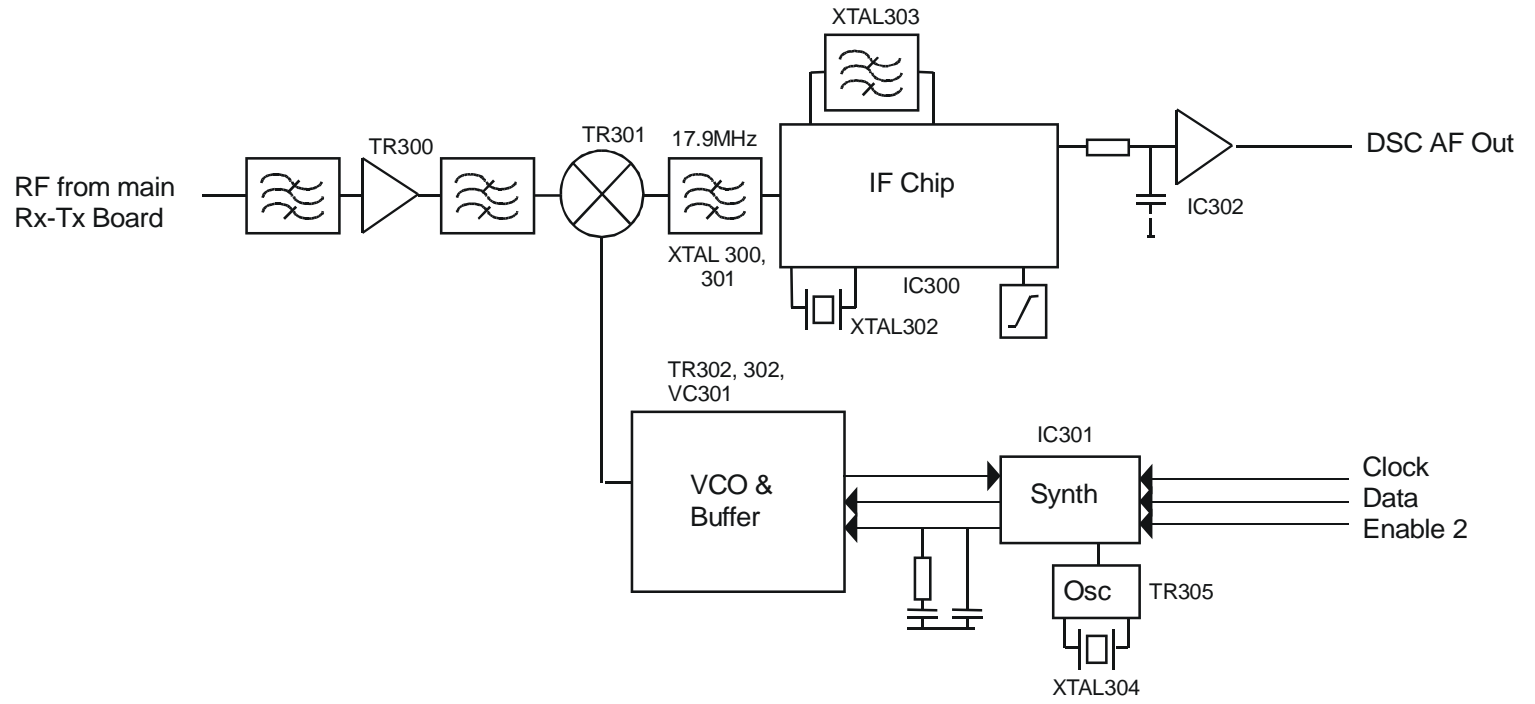 XTAL303
TR300
TR301
17.9MHz
RF from main
Rx-Tx Board
IF Chip
DSC AF Out
IC302
XTAL 300,
301
IC300
XTAL302
TR302, 302,
VC301
IC301
VCO &
Buffer
Synth
Clock
Data
Enable 2
Osc
TR305
XTAL304